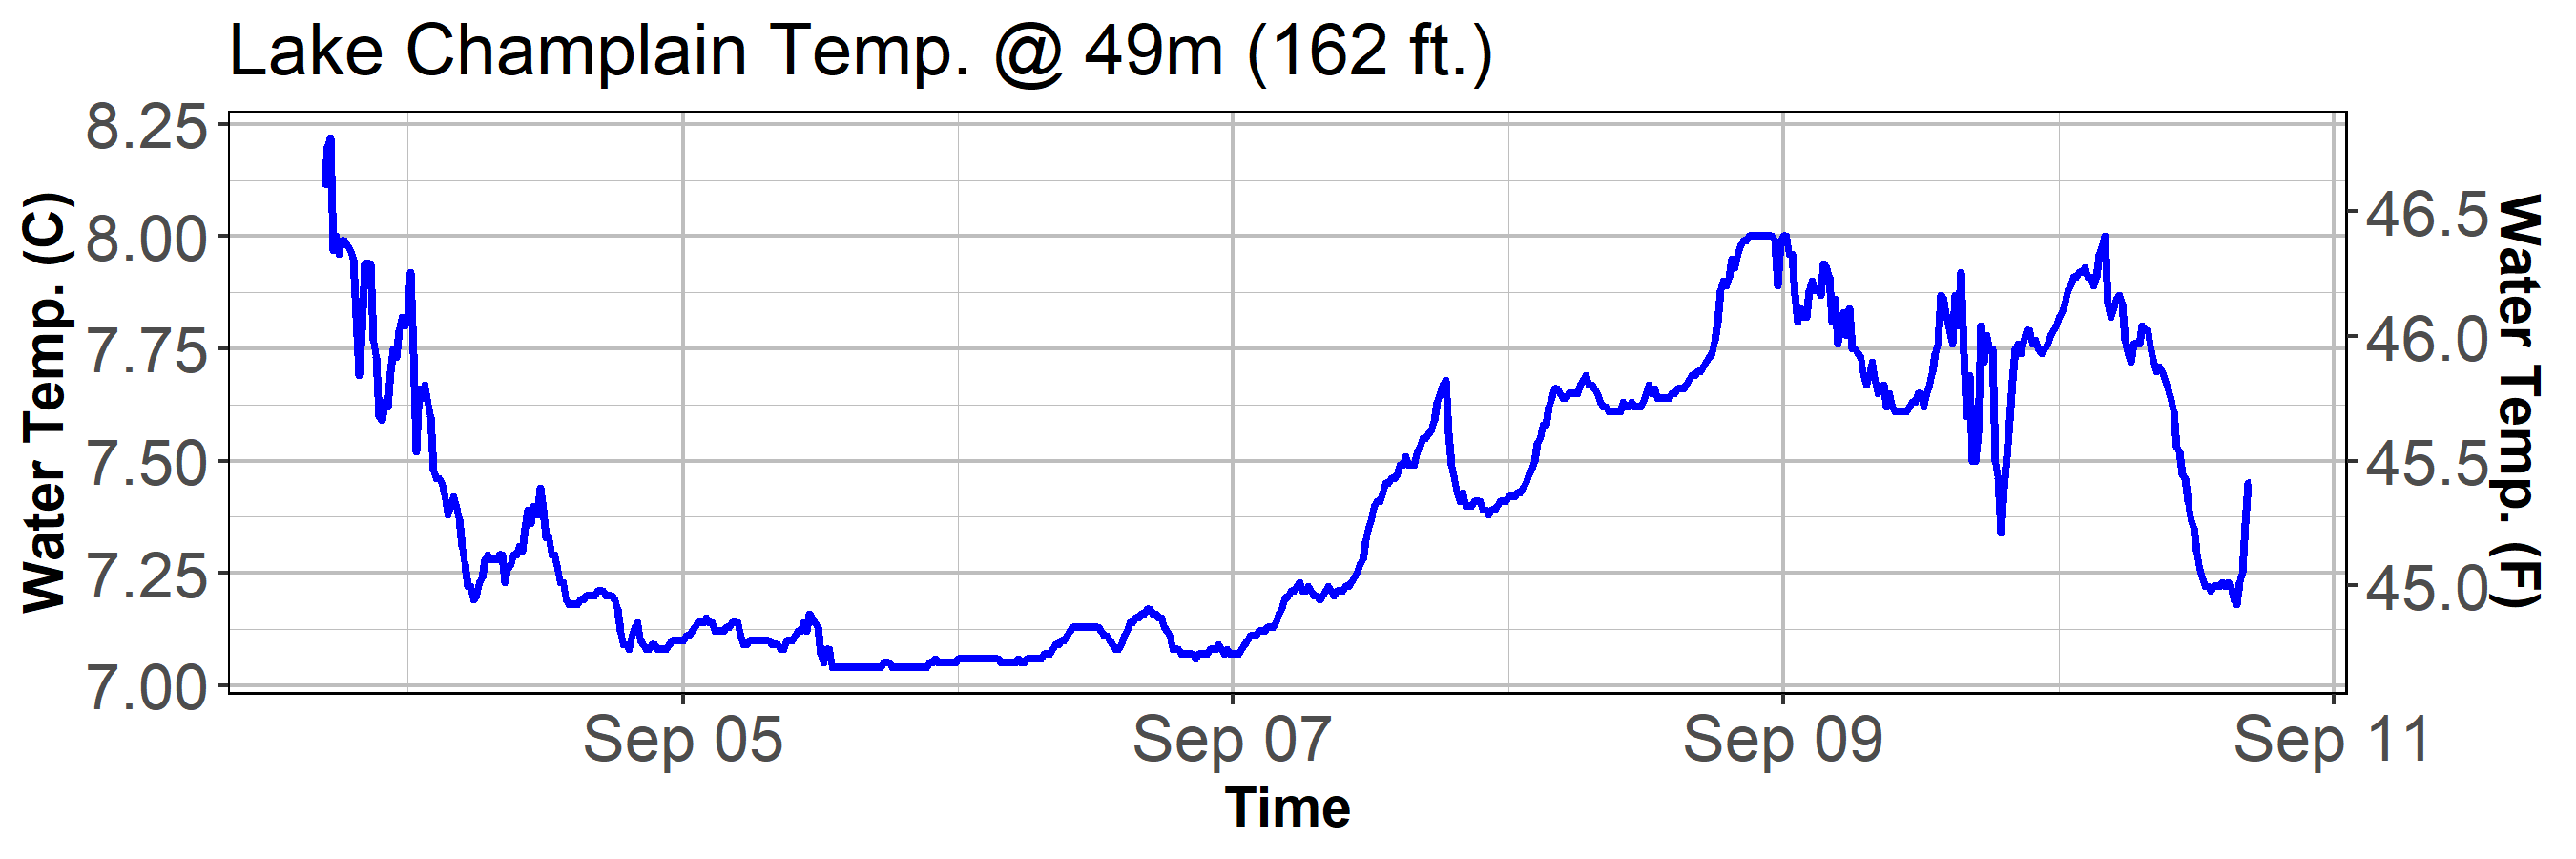 Lake Champlain Temp. @ 49m (162 ft.)
Water Temp. (C)
8.25
8.00
7.75
7.50
7.25
7.00
46.5
46.0
45.5
45.0
Water Temp. (F)
Sep 05 Sep 07 Sep 09 Sep 11
Time